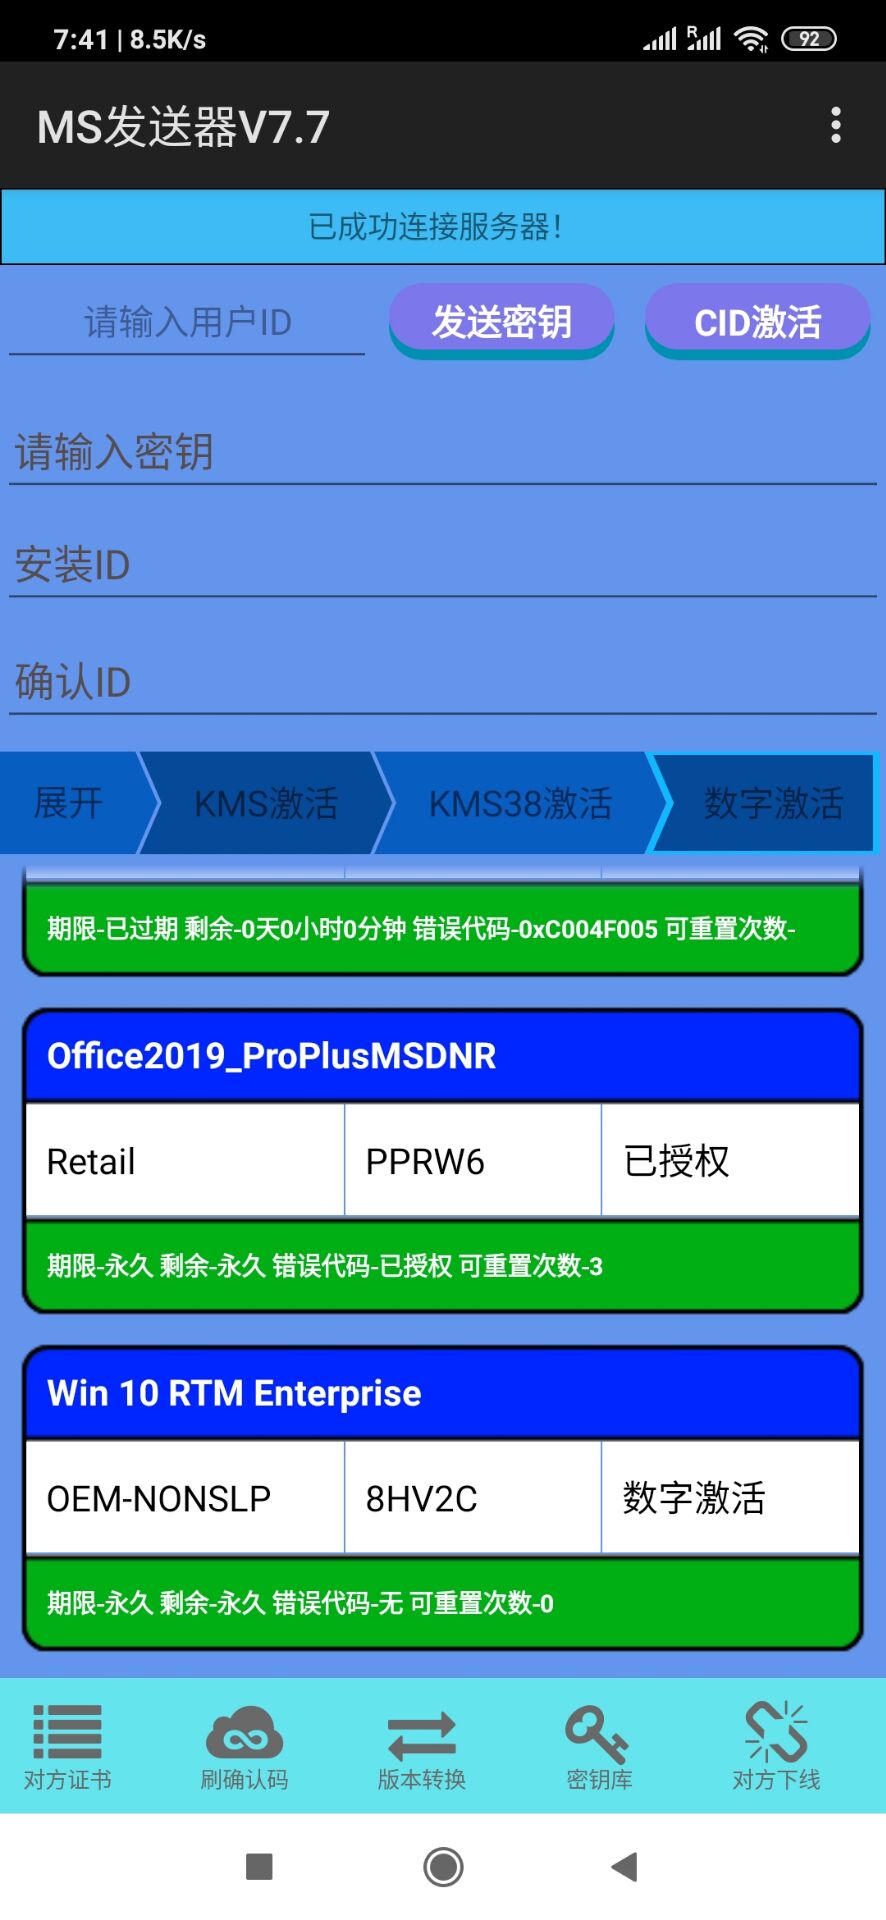 7:41 | 8.5K/s
R
92
MS发送器V7.7
已成功连接服务器！
请输入用户ID
发送密钥
CID激活
请输入密钥
安装ID
确认ID
展开
KMS激活
KMS38激活
数字激活
期限-已过期 剩余-0天0小时0分钟 错误代码-0xC004F005 可重置次数-
Office2019_ProPlusMSDNR
Retail
PPRW6
已授权
期限-永久 剩余-永久 错误代码-已授权 可重置次数-3
Win 10 RTM Enterprise
OEM-NONSLP
8HV2C
数字激活
期限-永久 剩余-永久 错误代码-无 可重置次数-0
对方证书
刷确认码
版本转换
密钥库
对方下线